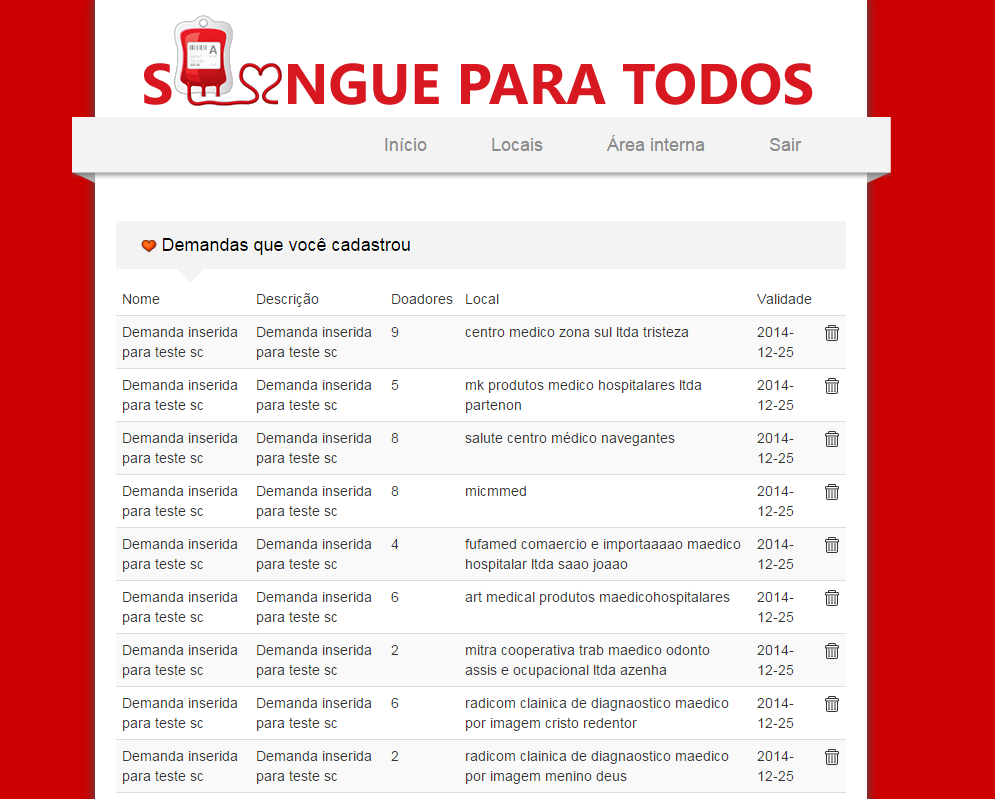 SANGUE PARA TODOS
A
Início Locais Área interna Sair
Demandas que você cadastrou
Nome Descrição Doadores Local Validade
Demanda inserida Demanda inserida 9 centro medico zona sul ltda tristeza 2014-
para teste sc para teste sc 12-25
Demanda inserida Demanda inserida 5 mk produtos medico hospitalares ltda 2014-
para teste sc para teste sc partenon 12-25
Demanda inserida Demanda inserida 8 salute centro médico navegantes 2014-
para teste sc para teste sc 12-25
Demanda inserida Demanda inserida 8 micmmed 2014-
para teste sc para teste sc 12-25
Demanda inserida Demanda inserida 4 fufamed comaercio e importaaaao maedico 2014-
para teste sc para teste sc hospitalar ltda saao joaao 12-25
Demanda inserida Demanda inserida 6 art medical produtos maedicohospitalares 2014-
para teste sc para teste sc 12-25
Demanda inserida Demanda inserida 2 mitra cooperativa trab maedico odonto 2014-
para teste sc para teste sc assis e ocupacional ltda azenha 12-25
Demanda inserida Demanda inserida 6 radicom clainica de diagnaostico maedico 2014-
para teste sc para teste sc por imagem cristo redentor 12-25
Demanda inserida Demanda inserida 2 radicom clainica de diagnaostico maedico 2014-
para teste sc para teste sc por imagem menino deus 12-25